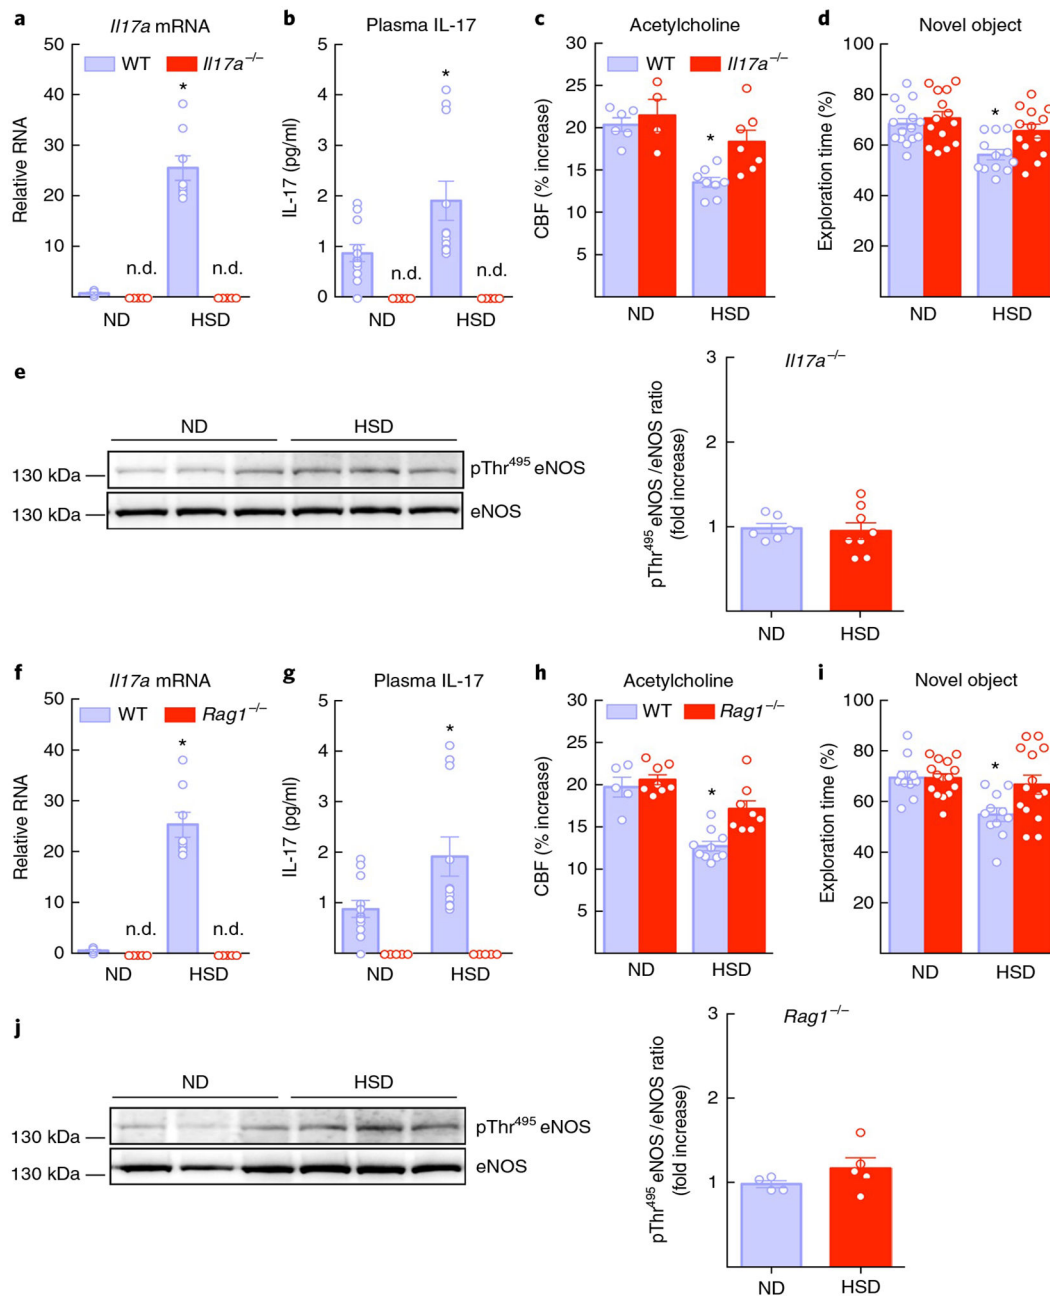 a
Il17a mRNA
50
40
30
20
10
0
Relative RNA
WT
Il17a–/–
*
n.d.
n.d.
ND
HSD
b
Plasma IL-17
5
4
3
2
1
0
IL-17 (pg/ml)
*
n.d.
n.d.
ND
HSD
c
Acetylcholine
30
25
20
15
10
5
CBF (% increase)
WT
Il17a–/–
*
ND
HSD
d
Novel object
100
80
60
40
20
Exploration time (%)
*
ND
HSD
e
ND
HSD
130 kDa
pThr495 eNOS
130 kDa
eNOS
Il17a–/–
3
2
1
pThr495 eNOS/eNOS ratio
(fold increase)
ND
HSD
f
Il17a mRNA
50
40
30
20
10
0
Relative RNA
WT
Rag1–/–
*
n.d.
n.d.
ND
HSD
g
Plasma IL-17
5
4
3
2
1
0
IL-17 (pg/ml)
*
ND
HSD
h
Acetylcholine
30
25
20
15
10
5
CBF (% increase)
WT
Rag1–/–
*
ND
HSD
i
Novel object
100
80
60
40
20
Exploration time (%)
*
ND
HSD
j
ND
HSD
130 kDa
pThr495 eNOS
130 kDa
eNOS
Rag1–/–
3
2
1
pThr495 eNOS/eNOS ratio
(fold increase)
ND
HSD